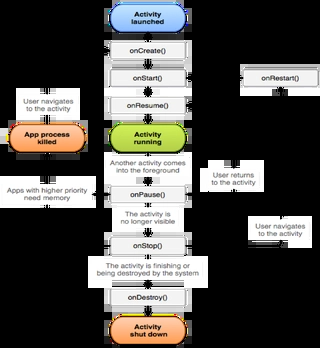 Activity
launched
onCreate()
onStart()
onRestart()
User navigates
to the activity
onResume()
App process
killed
Activity
running
Another activity comes
into the foreground
User returns
to the activity
Apps with higher priority
need memory
onPause()
The activity is
no longer visible
User navigates
to the activity
onStop()
The activity is finishing or
being destroyed by the system
onDestroy()
Activity
shut down